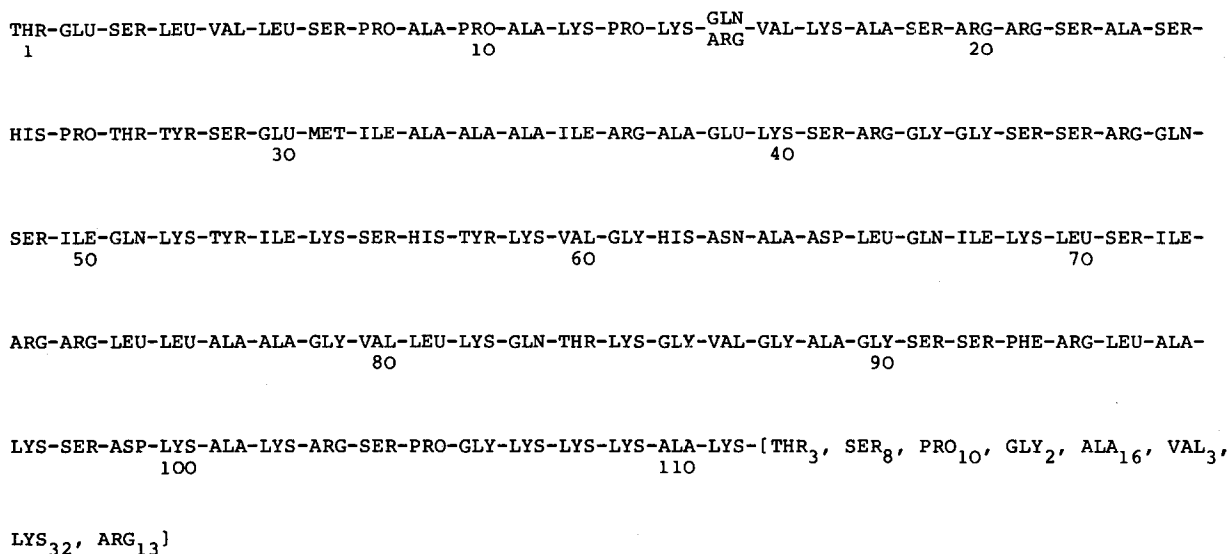 GLN
THR-GLU-SER-LEU-VAL-LEU-SER-PRO-ALA-PRO-ALA-LYS-PRO-LYS-ARG-VAL-LYS-ALA-SER-ARG-ARG-SER-ALA-SER-
1 10 20
HIS-PRO-THR-TYR-SER-GLU-MET-ILE-ALA-ALA-ALA-ILE-ARG-ALA-GLU-LYS-SER-ARG-GLY-GLY-SER-SER-ARG-GLN-
30 40
SER-ILE-GLN-LYS-TYR-ILE-LYS-SER-HIS-TYR-LYS-VAL-GLY-HIS-ASN-ALA-ASP-LEU-GLN-ILE-LYS-LEU-SER-ILE-
50 60 70
ARG-ARG-LEU-LEU-ALA-ALA-GLY-VAL-LEU-LYS-GLN-THR-LYS-GLY-VAL-GLY-ALA-GLY-SER-SER-PHE-ARG-LEU-ALA-
80 90
LYS-SER-ASP-LYS-ALA-LYS-ARG-SER-PRO-GLY-LYS-LYS-LYS-ALA-LYS-[THR3, SER8, PRO10, GLY2, ALA16, VAL3,
100 110
LYS32, ARG13]